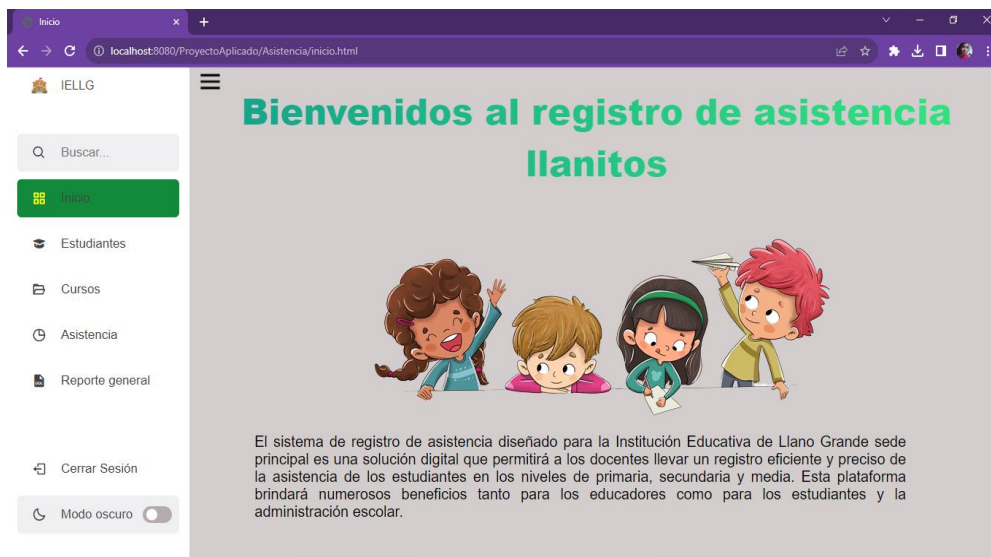 Inicio
localhost:8080/ProyectoAplicado/Asistencia/inicio.html
IELLG
Buscar...
Inicio
Estudiantes
Cursos
Asistencia
Reporte general
Cerrar Sesión
Modo oscuro
Bienvenidos al registro de asistencia
llanitos
El sistema de registro de asistencia diseñado para la Institución Educativa de Llano Grande sede
principal es una solución digital que permitirá a los docentes llevar un registro eficiente y preciso de
la asistencia de los estudiantes en los niveles de primaria, secundaria y media. Esta plataforma
brindará numerosos beneficios tanto para los educadores como para los estudiantes y la
administración escolar.